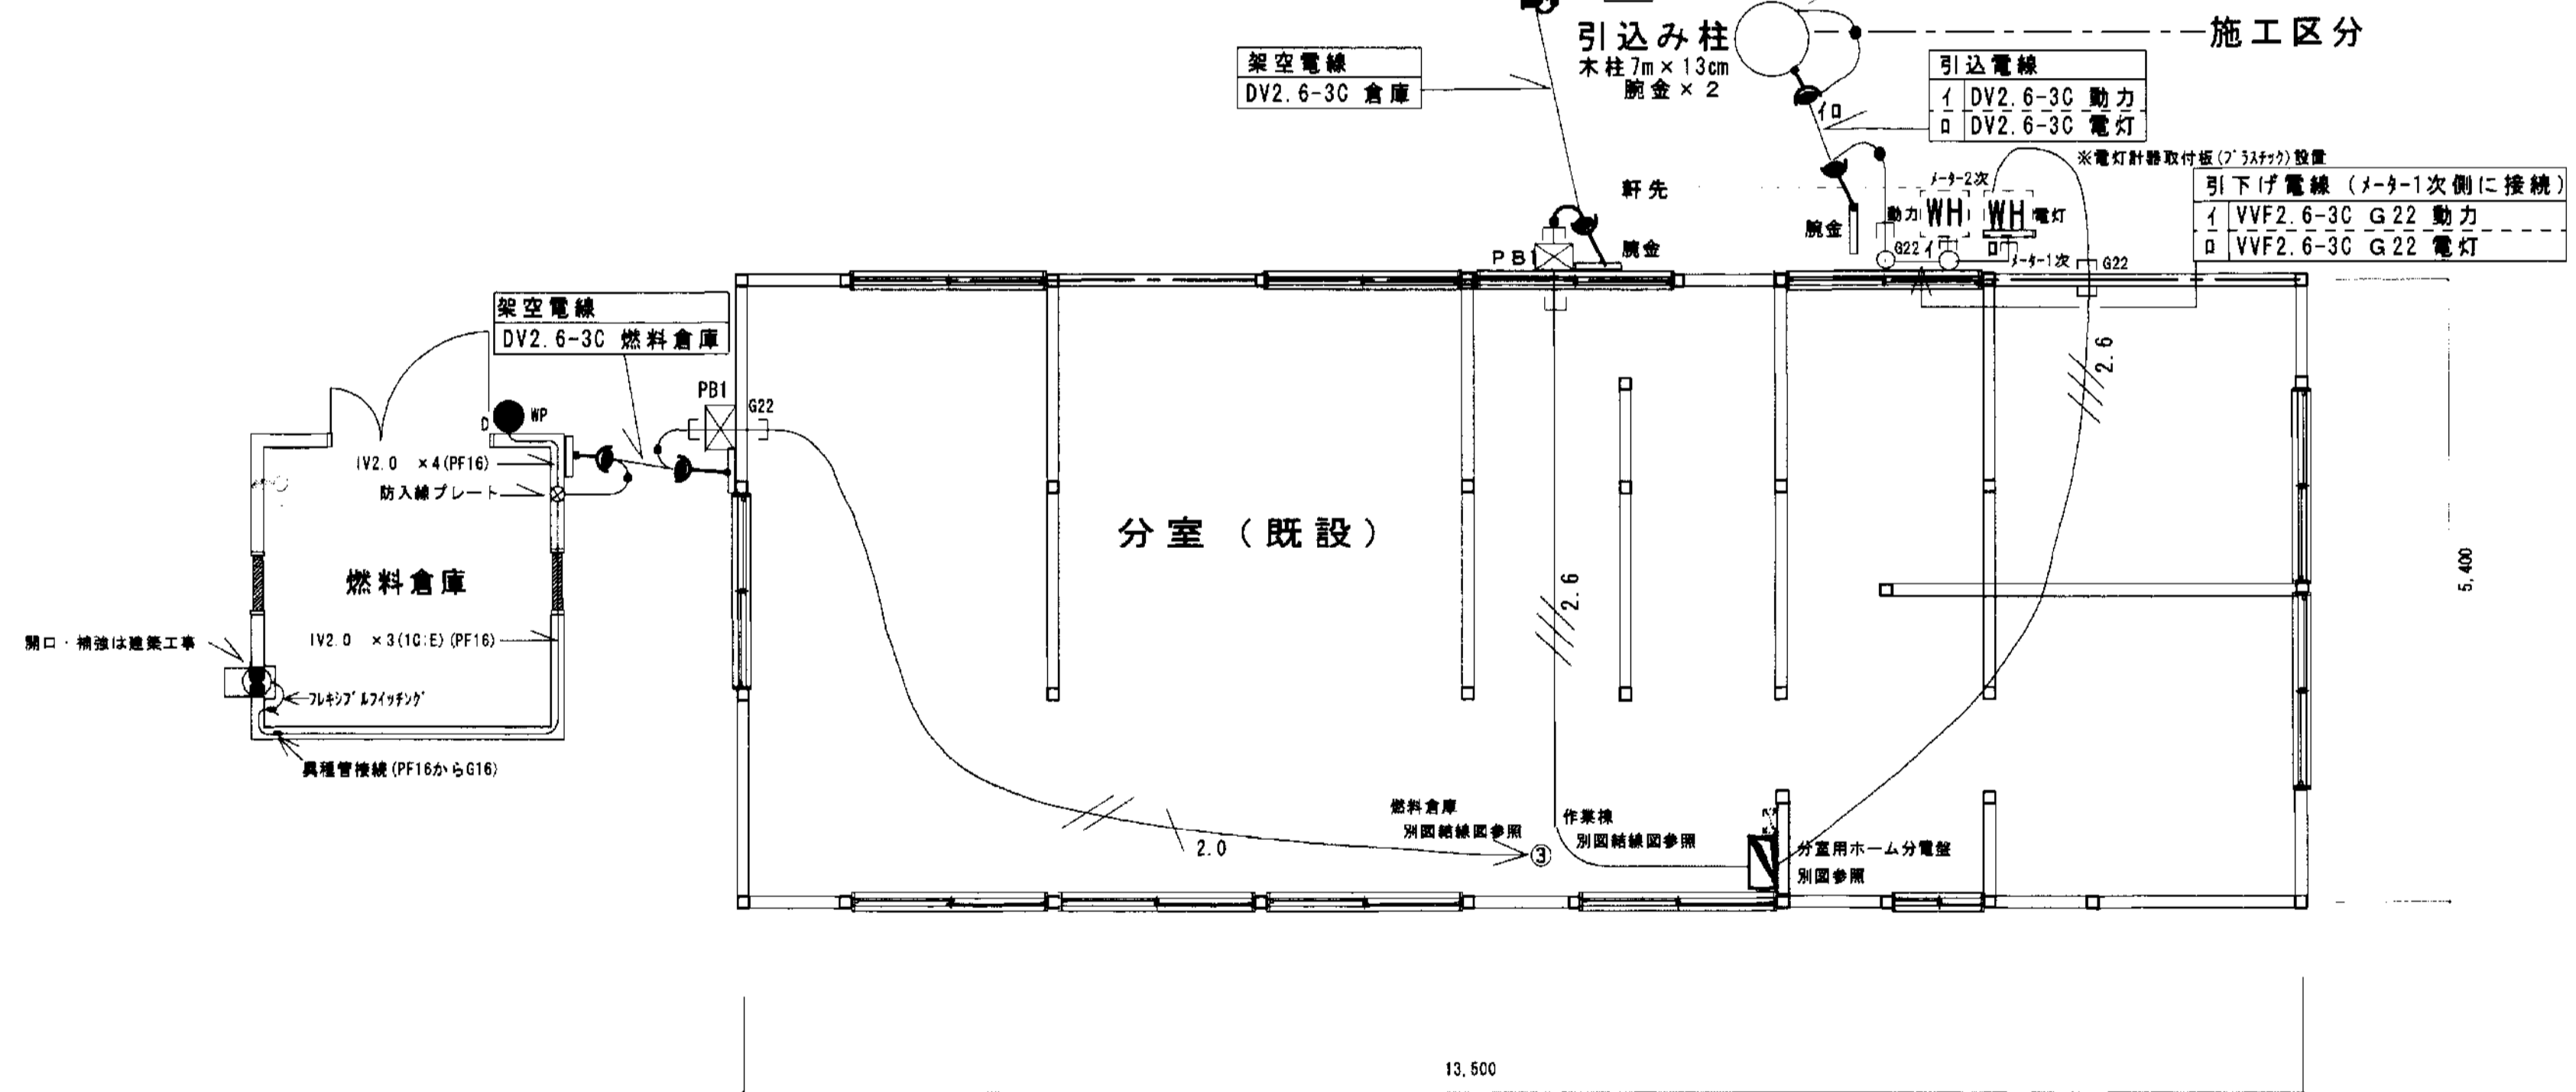 引込み柱
木柱7m×13cm
腕金×2
施工区分
架空電線
DV2.6-3C 倉庫
引込電線
イ DV2.6-3C 動力
ロ DV2.6-3C 電灯
イロ
※電灯計器取付板(プラスチック)設置
引下げ電線 (メーター1次側に接続)
イ VVF2.6-3C G22 動力
ロ VVF2.6-3C G22 電灯
軒先
メーター2次
動力 WH WH 電灯
腕金
腕金
PB1
G22 イ ロ
メーター1次
G22
架空電線
DV2.6-3C 燃料倉庫
PB1
G22
WP
IV2.0 ×4(PF16)
防入線プレート
分室(既設)
燃料倉庫
2.6
2.6
5,400
IV2.0 ×3(1C:E)(PF16)
開口・補強は建築工事
フレキシブルフイッチング
異種管接続(PF16からG16)
燃料倉庫
別図結線図参照
作業棟
別図結線図参照
2.0
③
分室用ホーム分電盤
別図参照
13,500